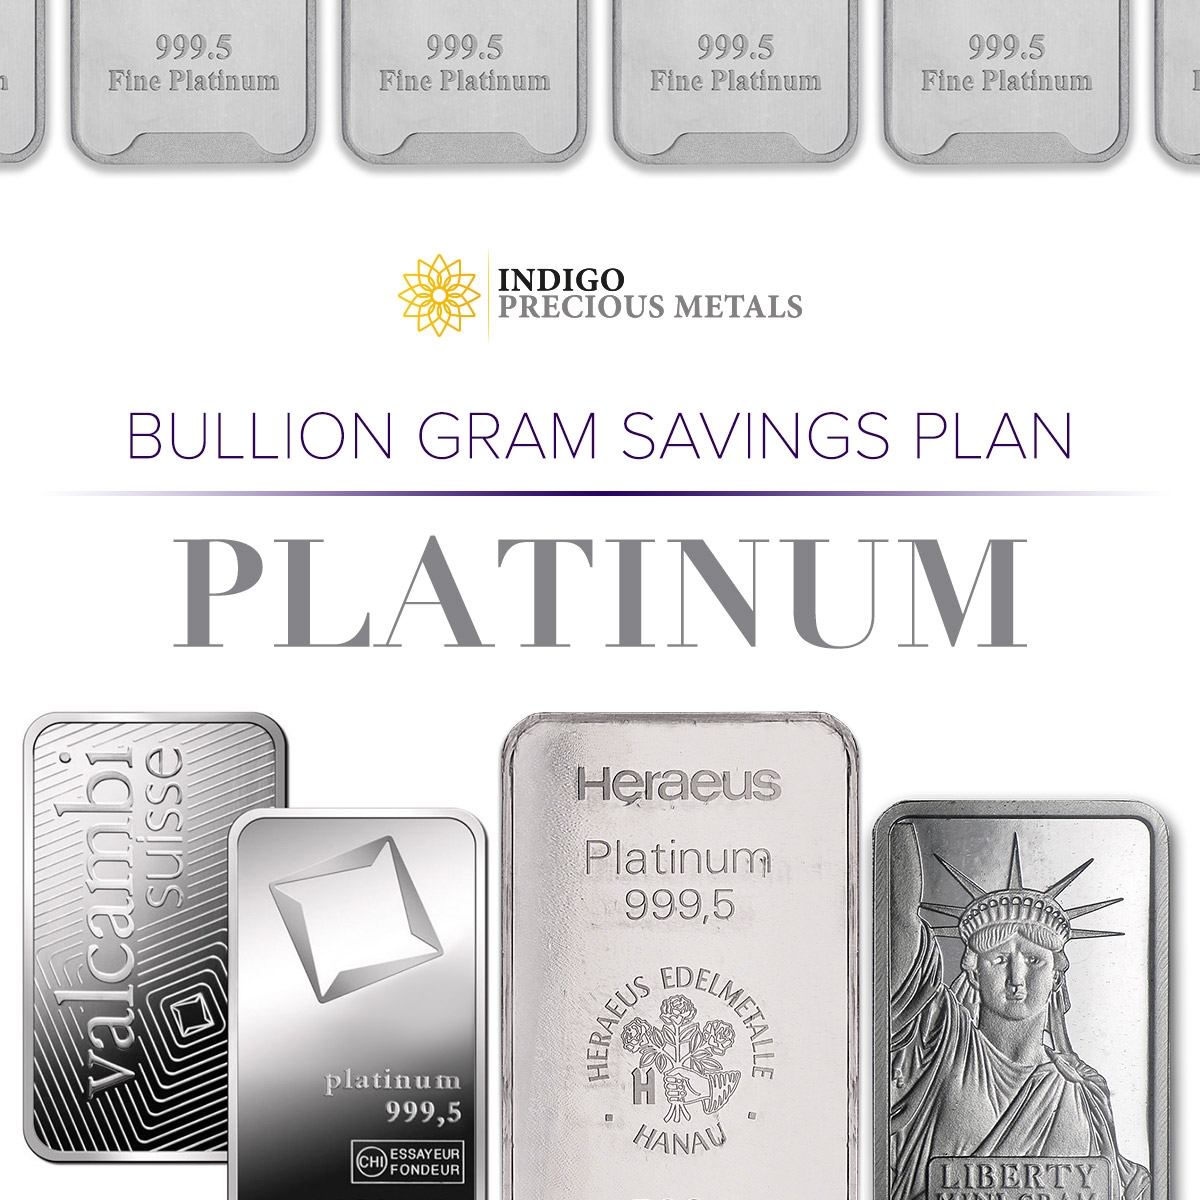 999.5
Fine Platinum
999.5
Fine Platinum
999.5
Fine Platinum
999.5
Fine Platinum
INDIGO
PRECIOUS METALS
BULLION GRAM SAVINGS PLAN
PLATINUM
valcambi
suisse
platinum
999,5
CHI ESSAYEUR
FONDEUR
Heraeus
Platinum
999,5
HERAEUS EDELMETALLE
H
HANAU
LIBERTY